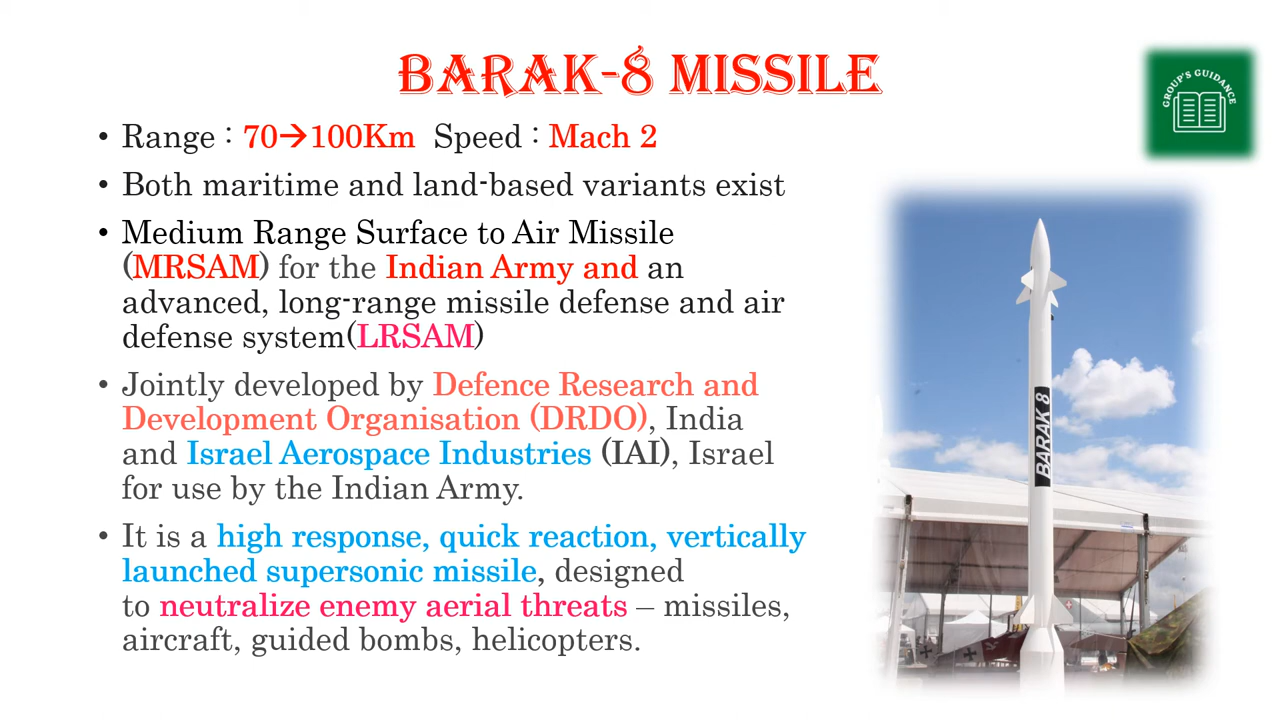 BARAK-8 MISSILE
GROUP'S GUIDANCE
• Range : 70→100Km Speed : Mach 2
• Both maritime and land-based variants exist
• Medium Range Surface to Air Missile
(MRSAM) for the Indian Army and an
advanced, long-range missile defense and air
defense system(LRSAM)
• Jointly developed by Defence Research and
Development Organisation (DRDO), India
and Israel Aerospace Industries (IAI), Israel
for use by the Indian Army.
• It is a high response, quick reaction, vertically
launched supersonic missile, designed
to neutralize enemy aerial threats – missiles,
aircraft, guided bombs, helicopters.
BARAK 8